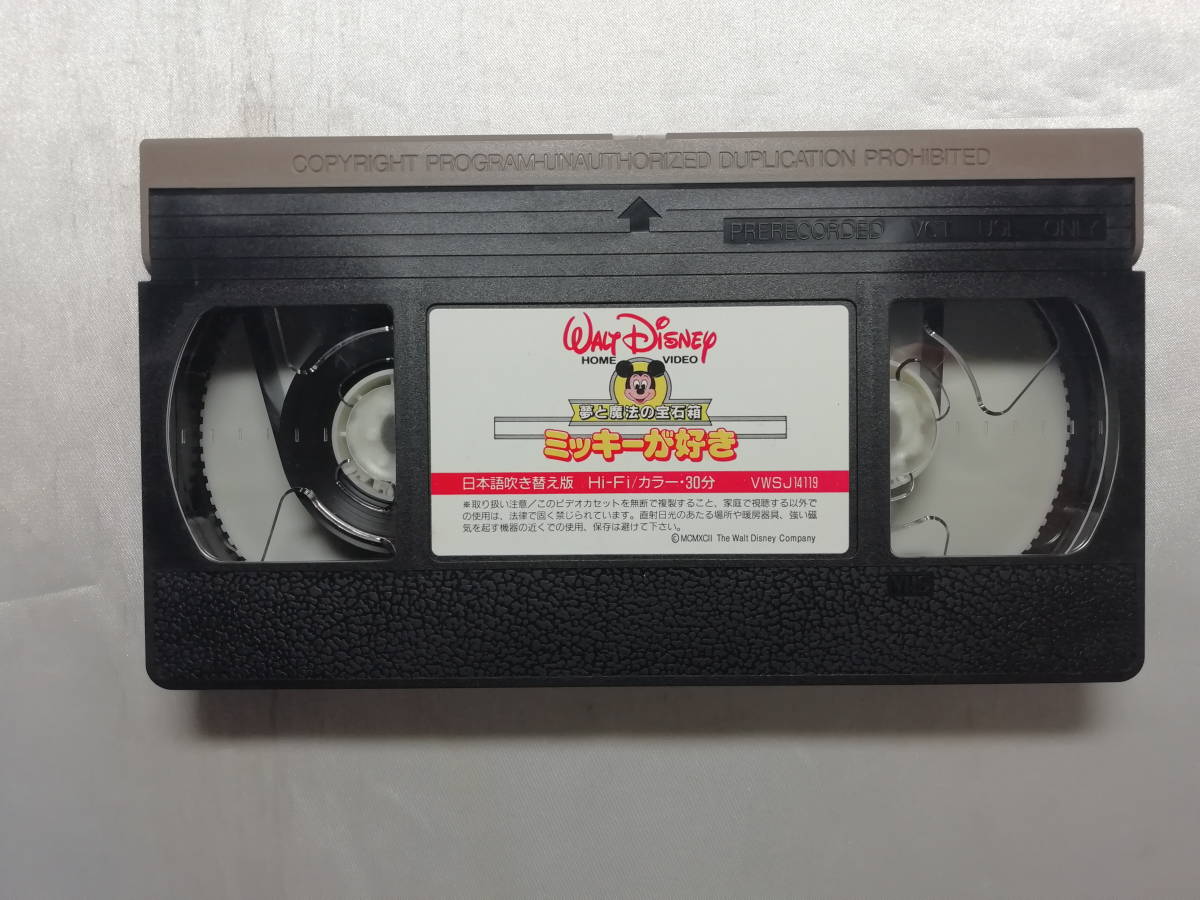 COPYRIGHT PROGRAM-UNAUTHORIZED DUPLICATION PROHIBITED
PRERECORDED VCT USE ONLY
WALT DISNEY
HOME VIDEO
夢と魔法の宝石箱
ミッキーが好き
日本語吹き替え版 Hi-Fi/カラー・30分 VWSJ14119
※取り扱い注意/このビデオカセットを無断で複製すること、家庭で視聴する以外で
の使用は、法律で固く禁じられています。直射日光のあたる場所や暖房器具、強い磁
気を起す機器の近くでの使用、保存は避けて下さい。
©MCMXCII The Walt Disney Company
VHS